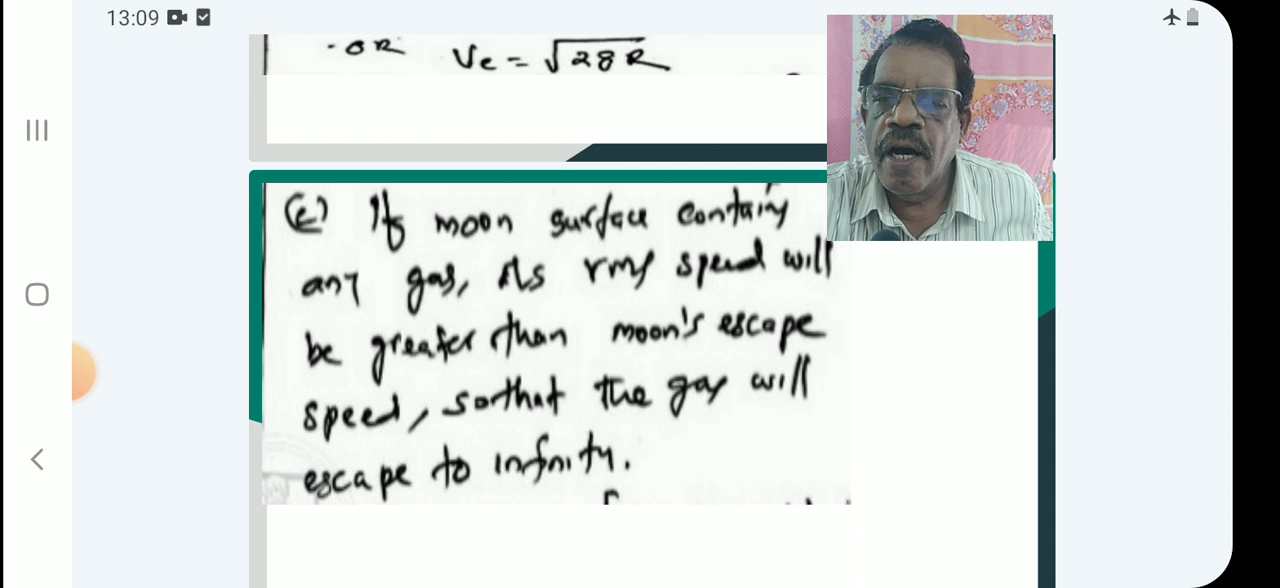 13:09
. OR Ve = √2gR
(c) If moon surface contains
any gas, its rms speed will
be greater than moon's escape
speed, so that the gas will
escape to infinity.